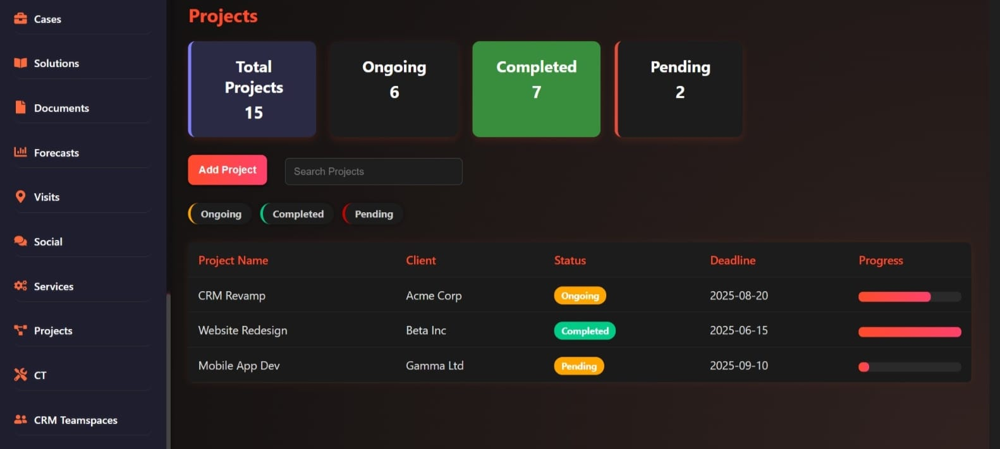 Cases
Solutions
Documents
Forecasts
Visits
Social
Services
Projects
CT
CRM Teamspaces
Projects
Total
Projects
15
Ongoing
6
Completed
7
Pending
2
Add Project
Search Projects
Ongoing Completed Pending
Project Name Client Status Deadline Progress
CRM Revamp Acme Corp Ongoing 2025-08-20
Website Redesign Beta Inc Completed 2025-06-15
Mobile App Dev Gamma Ltd Pending 2025-09-10